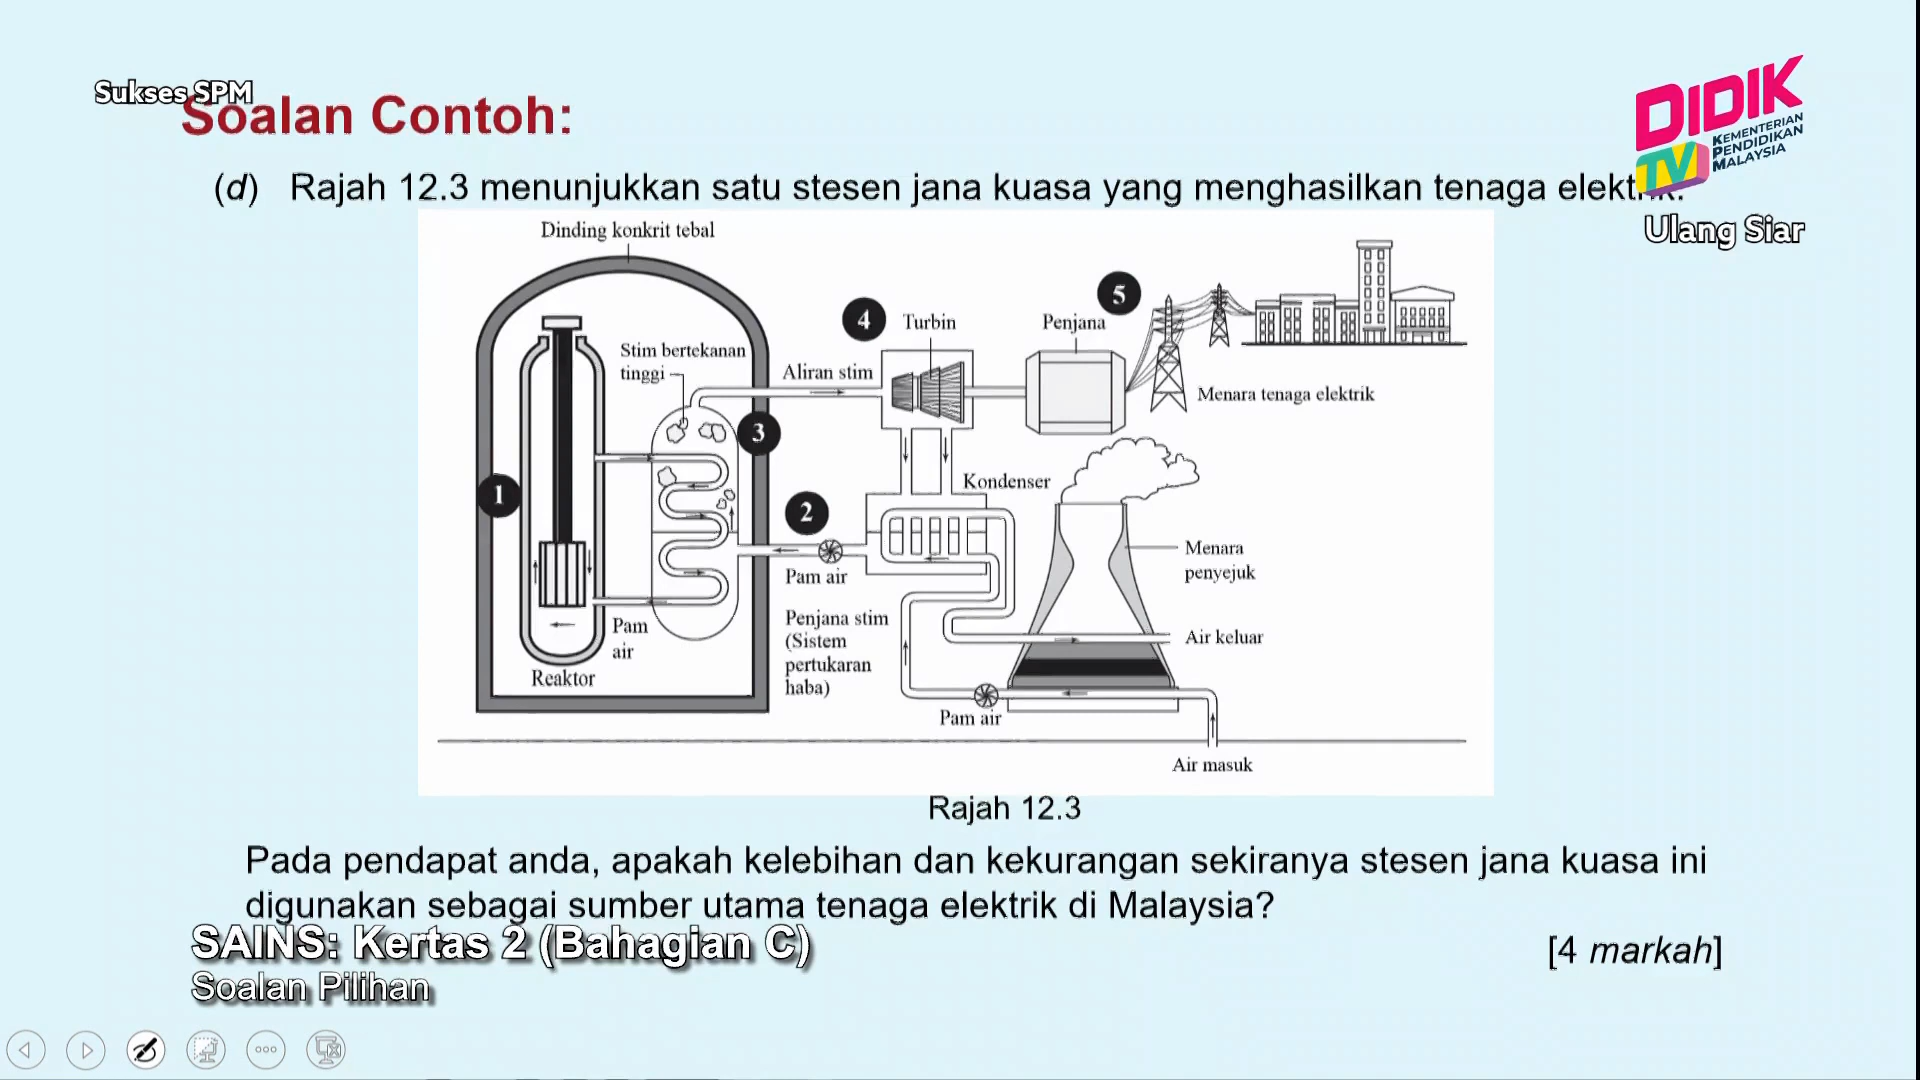 Sukses SPM
Soalan Contoh:
DIDIK
TV
KEMENTERIAN
PENDIDIKAN
MALAYSIA
Ulang Siar
(d) Rajah 12.3 menunjukkan satu stesen jana kuasa yang menghasilkan tenaga elektrik.
Dinding konkrit tebal
5
4
Turbin
Penjana
Stim bertekanan
tinggi
Aliran stim
Menara tenaga elektrik
3
1
Kondenser
2
Pam air
Menara
penyejuk
Penjana stim
(Sistem
pertukaran
haba)
Pam
air
Air keluar
Reaktor
Pam air
Air masuk
Rajah 12.3
Pada pendapat anda, apakah kelebihan dan kekurangan sekiranya stesen jana kuasa ini
digunakan sebagai sumber utama tenaga elektrik di Malaysia?
SAINS: Kertas 2 (Bahagian C)
[4 markah]
Soalan Pilihan